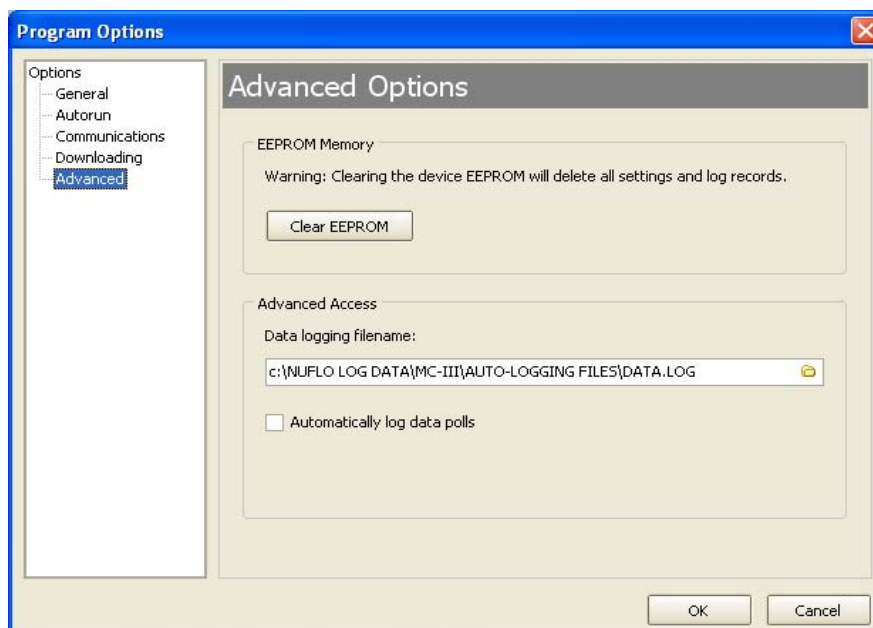 Program Options
Options
General
Autorun
Communications
Downloading
Advanced
Advanced Options
EEPROM Memory
Warning: Clearing the device EEPROM will delete all settings and log records.
Clear EEPROM
Advanced Access
Data logging filename:
c:\NUFLO LOG DATA\MC-III\AUTO-LOGGING FILES\DATA.LOG
Automatically log data polls
OK
Cancel